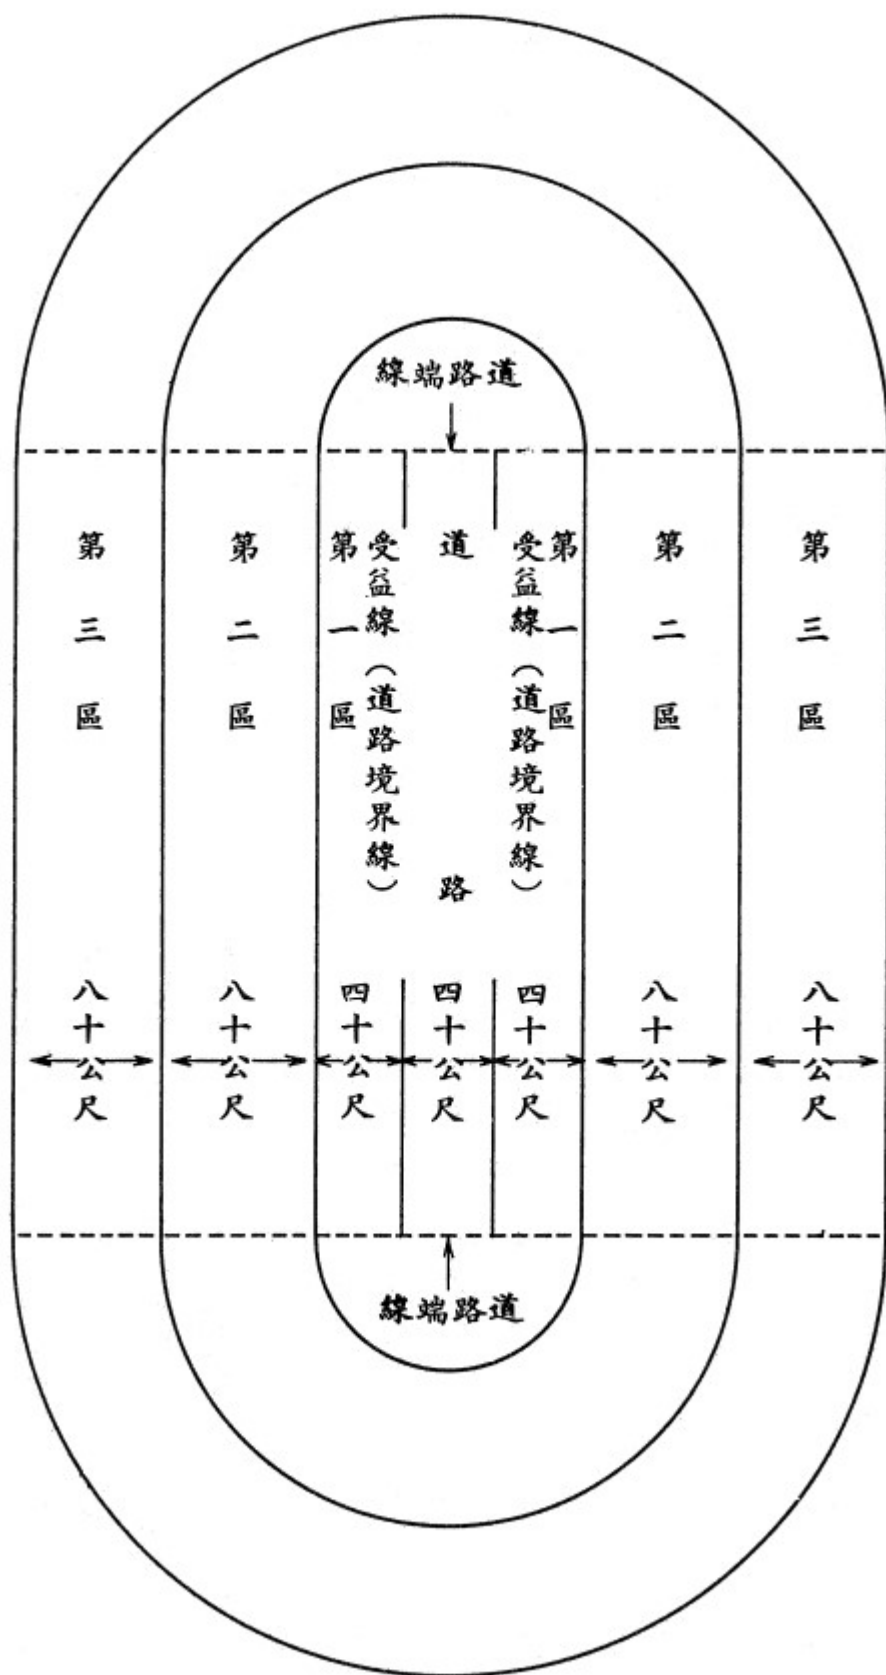 道路端線
第三區
第二區
第一區
受益線（道路境界線）
道路
受益線（道路境界線）
第一區
第二區
第三區
八十公尺
八十公尺
四十公尺
四十公尺
四十公尺
八十公尺
八十公尺
道路端線